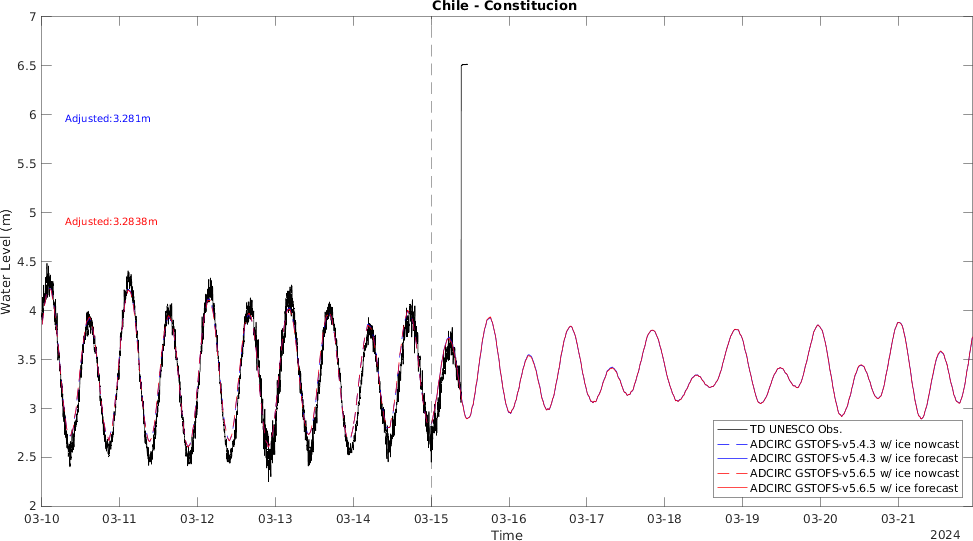 Chile - Constitucion
7
6.5
6
5.5
5
4.5
4
3.5
3
2.5
2
Water Level (m)
Adjusted:3.281m
Adjusted:3.2838m
TD UNESCO Obs.
ADCIRC GSTOFS-v5.4.3 w/ ice nowcast
ADCIRC GSTOFS-v5.4.3 w/ ice forecast
ADCIRC GSTOFS-v5.6.5 w/ ice nowcast
ADCIRC GSTOFS-v5.6.5 w/ ice forecast
03-10 03-11 03-12 03-13 03-14 03-15 03-16 03-17 03-18 03-19 03-20 03-21
Time
2024